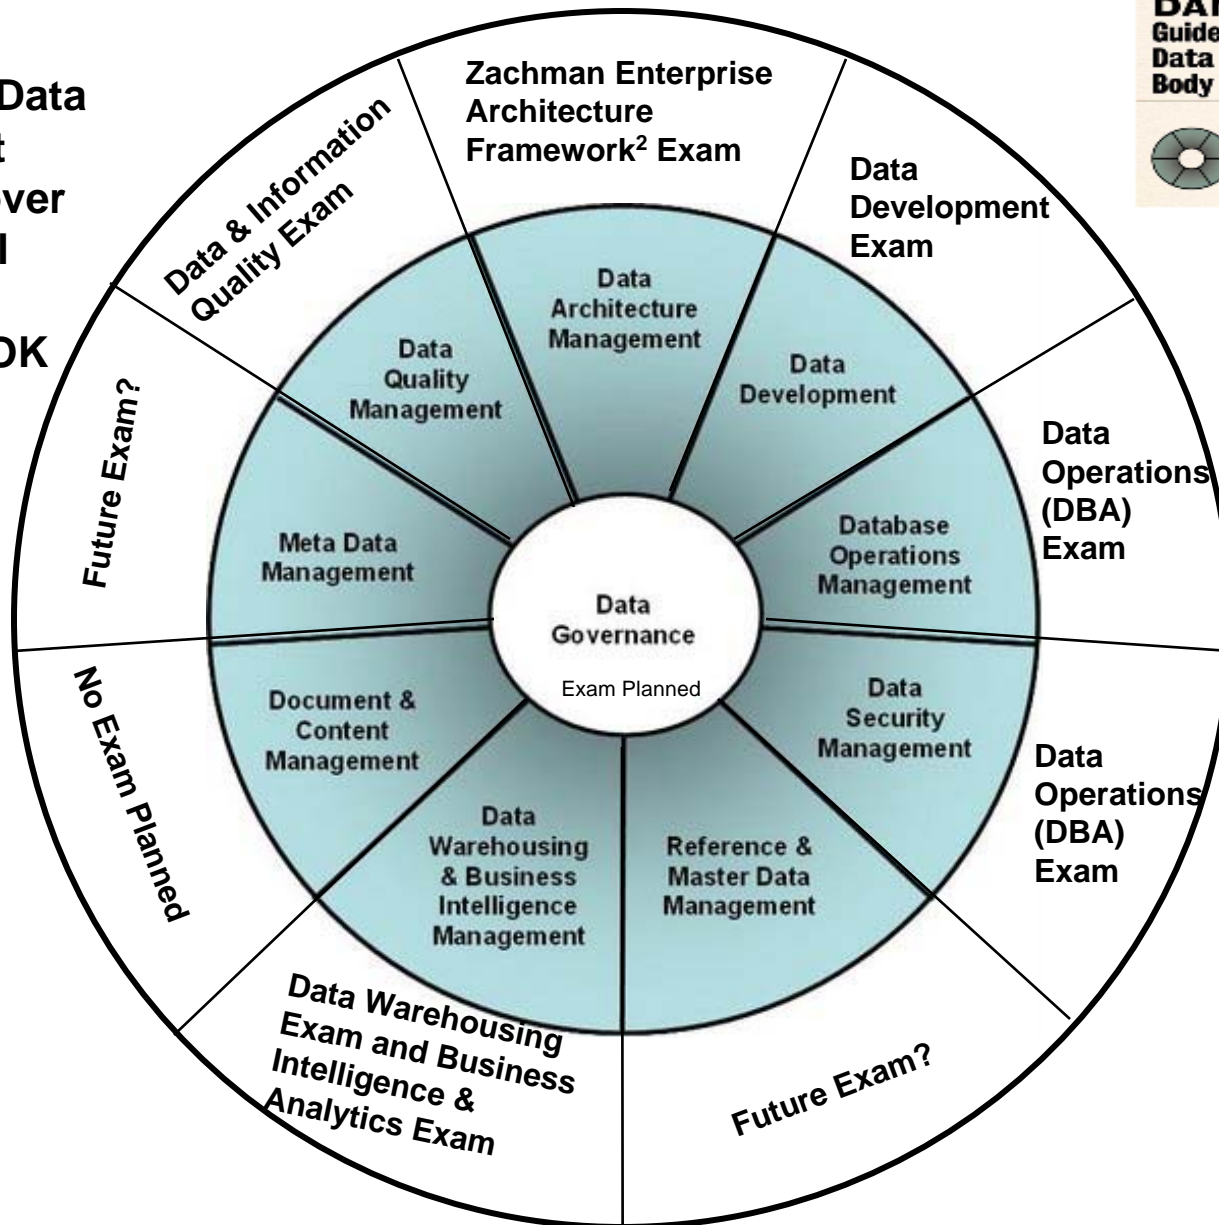 Data
over
OK
Guide
Data
Body
Zachman Enterprise
Architecture
Framework² Exam
Data
Development
Exam
Data
Operations
(DBA)
Exam
Data
Operations
(DBA)
Exam
Future Exam?
Data Warehousing
Exam and Business
Intelligence &
Analytics Exam
No Exam Planned
Future Exam?
Data & Information
Quality Exam
Data
Architecture
Management
Data
Development
Database
Operations
Management
Data
Security
Management
Reference &
Master Data
Management
Data
Warehousing
& Business
Intelligence
Management
Document &
Content
Management
Meta Data
Management
Data
Quality
Management
Data
Governance
Exam Planned